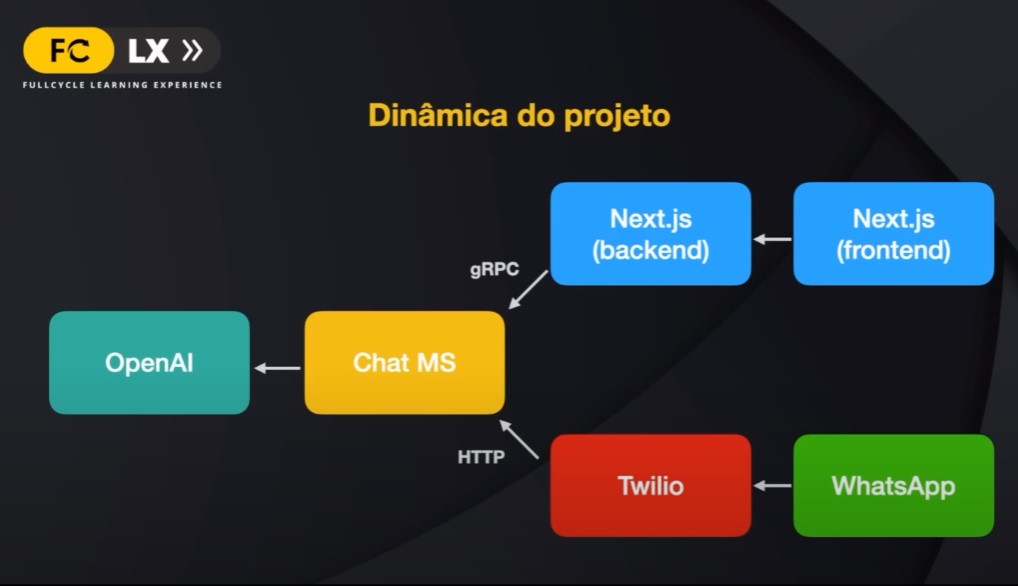 FC LX
FULLCYCLE LEARNING EXPERIENCE
Dinâmica do projeto
Next.js
(backend)
Next.js
(frontend)
gRPC
OpenAI
Chat MS
HTTP
Twilio
WhatsApp